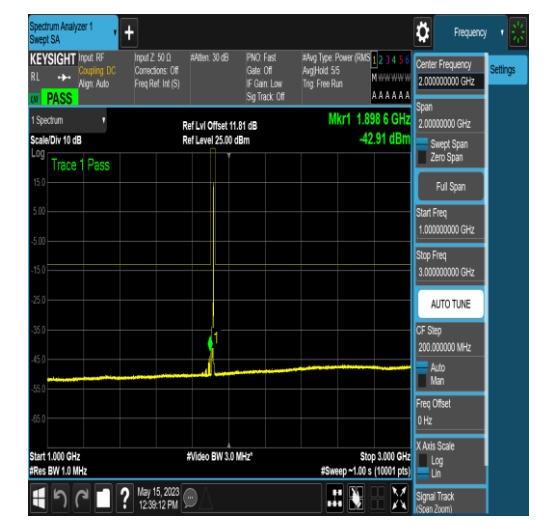 Spectrum Analyzer 1
Swept SA
Frequency
KEYSIGHT Input: RF Input Z: 50 Ω #Atten: 30 dB PNO: Fast #Avg Type: Power (RMS 1 2 3 4 5 6
RL Coupling: DC Corrections: Off Gate: Off Avg|Hold: 5/5 M W W W W W
Align: Auto Freq Ref: Int (S) IF Gain: Low Trig: Free Run
PASS Sig Track: Off A A A A A A
Center Frequency
2.000000000 GHz
Settings
Span
2.00000000 GHz
Swept Span
Zero Span
Full Span
Start Freq
1.000000000 GHz
Stop Freq
3.000000000 GHz
AUTO TUNE
CF Step
200.000000 MHz
Auto
Man
Freq Offset
0 Hz
X Axis Scale
Log
Lin
Signal Track
(Span Zoom)
1 Spectrum
Ref Lvl Offset 11.81 dB Mkr1 1.898 6 GHz
Scale/Div 10 dB Ref Level 25.00 dBm -42.91 dBm
Log
Trace 1 Pass
15.0
5.00
-5.00
-15.0
-25.0
-35.0
1
-45.0
-55.0
-65.0
Start 1.000 GHz #Video BW 3.0 MHz* Stop 3.000 GHz
#Res BW 1.0 MHz #Sweep ~1.00 s (10001 pts)
? May 15, 2023
12:39:12 PM